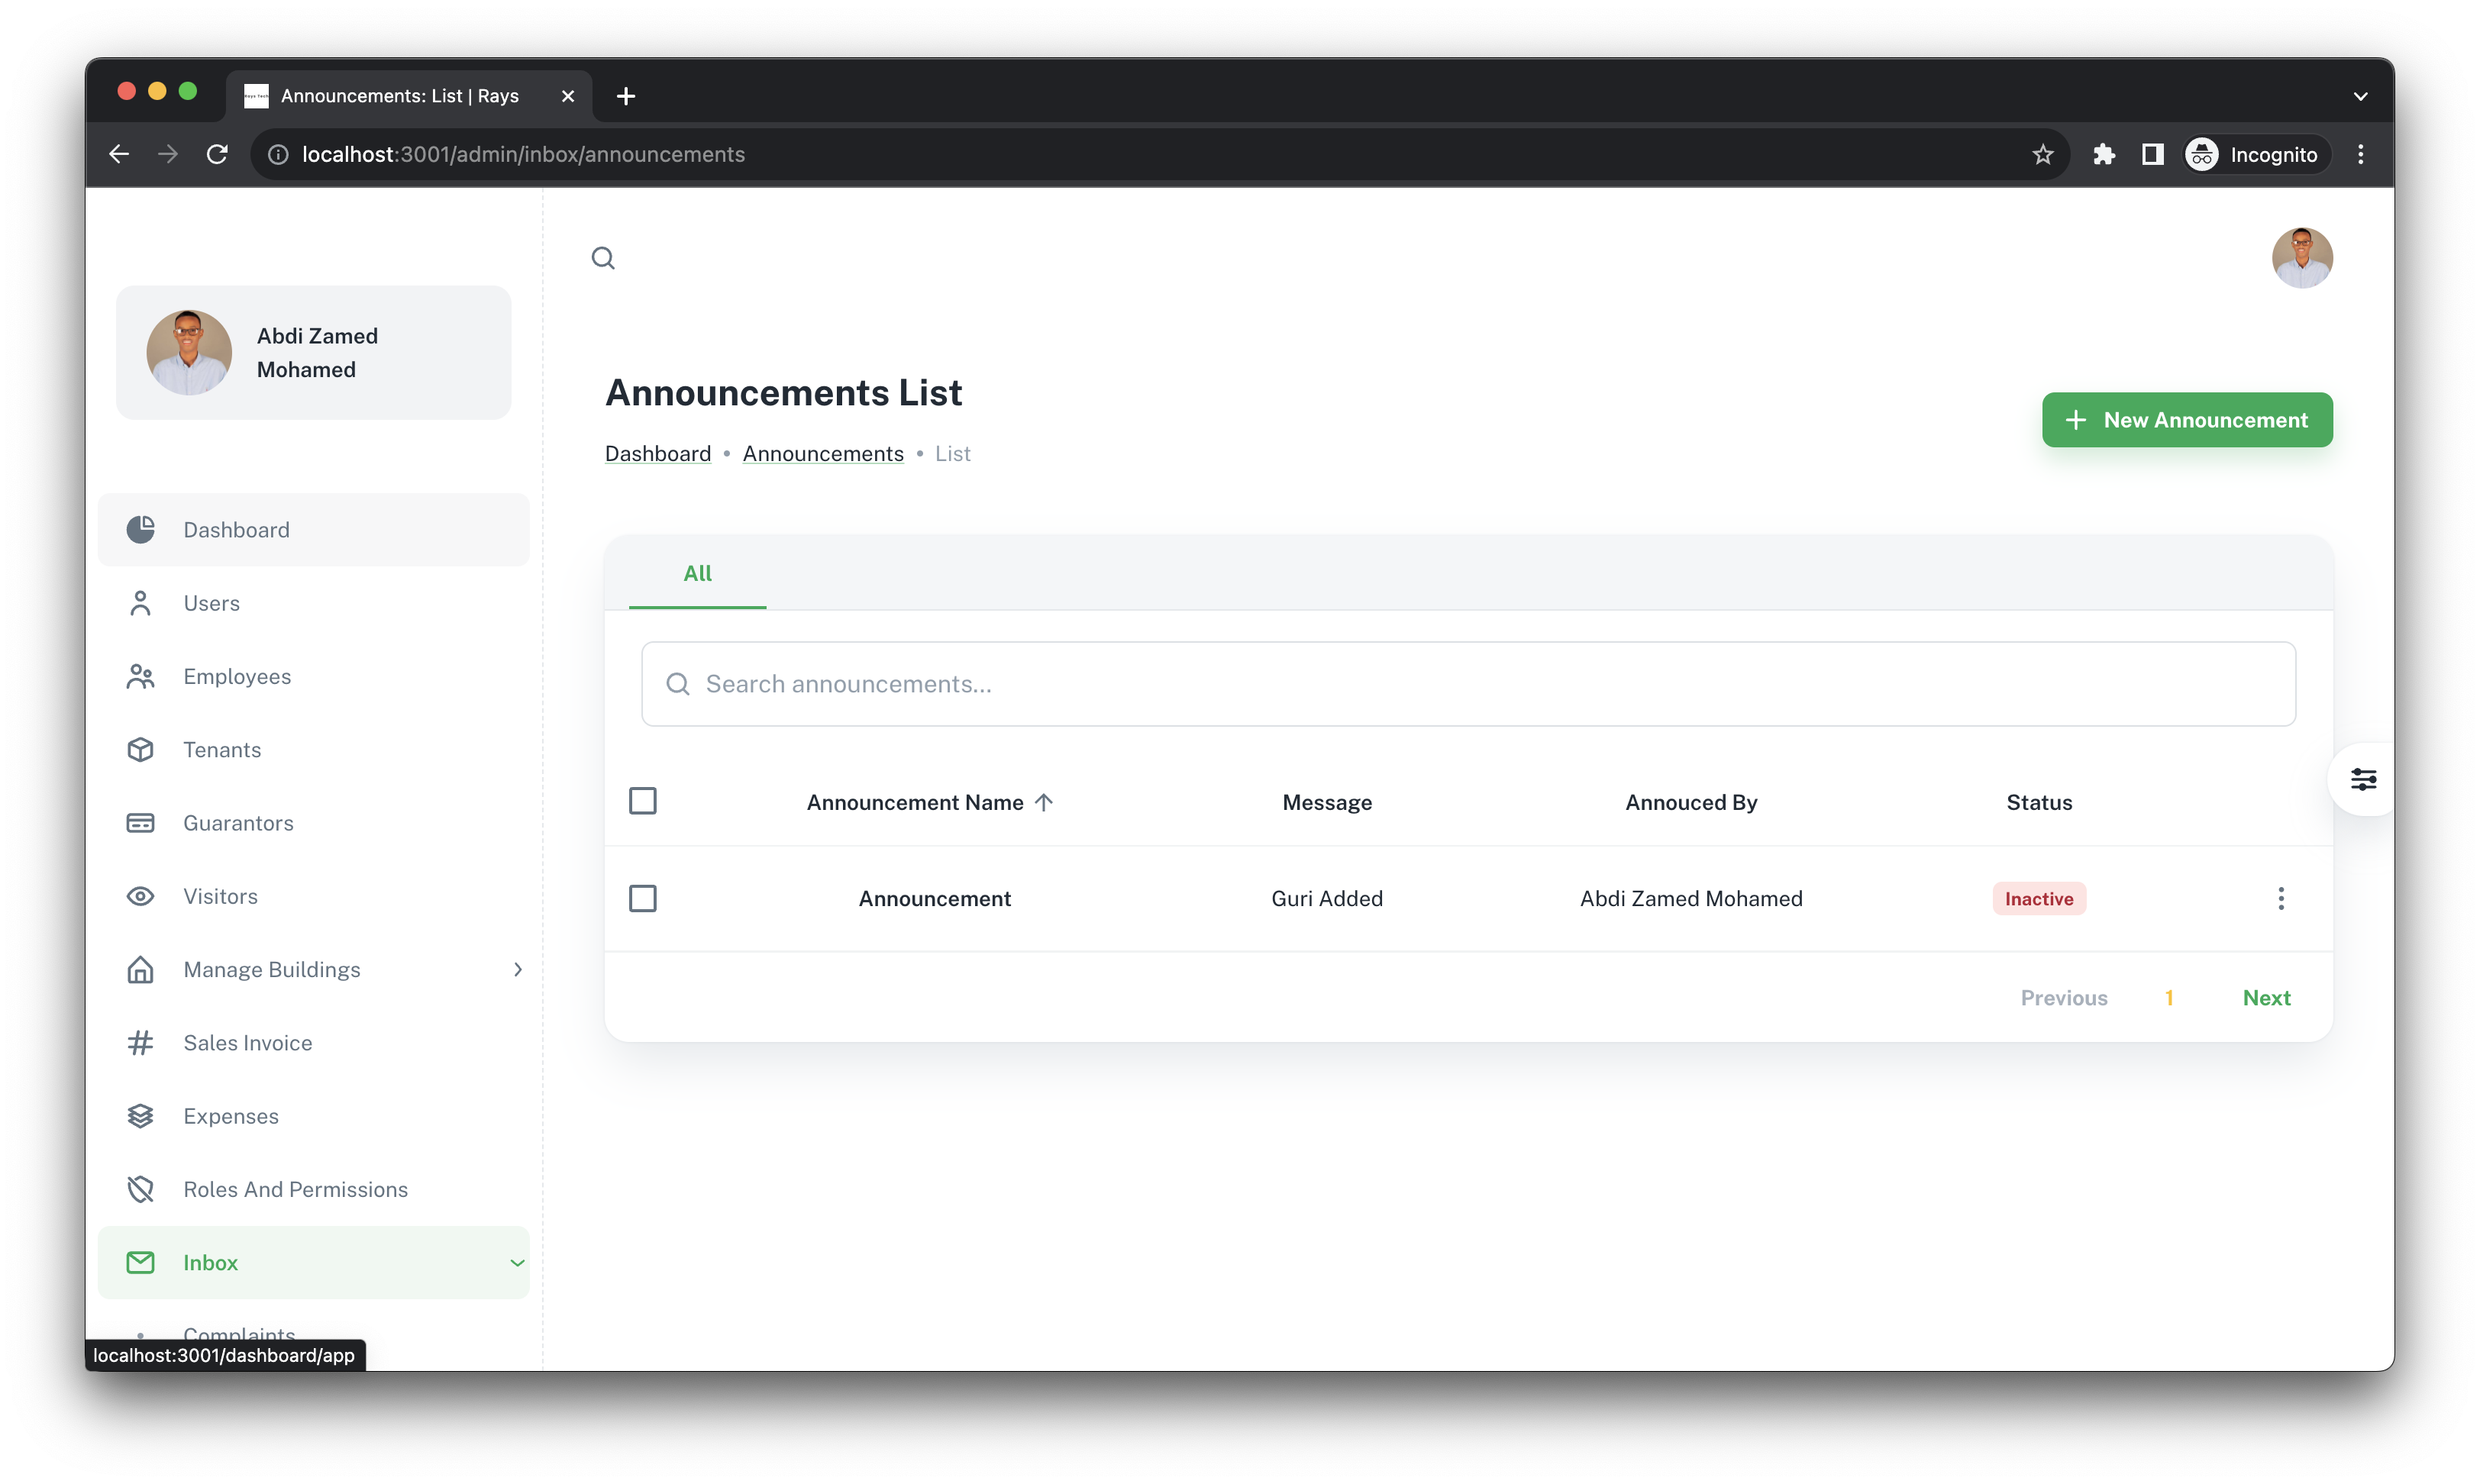 Announcements: List | Rays
localhost:3001/admin/inbox/announcements
Incognito
Abdi Zamed
Mohamed
Dashboard
Users
Employees
Tenants
Guarantors
Visitors
Manage Buildings
Sales Invoice
Expenses
Roles And Permissions
Inbox
Complaints
localhost:3001/dashboard/app
Announcements List
Dashboard • Announcements • List
New Announcement
All
Search announcements...
Announcement Name Message Annouced By Status
Announcement Guri Added Abdi Zamed Mohamed Inactive
Previous 1 Next